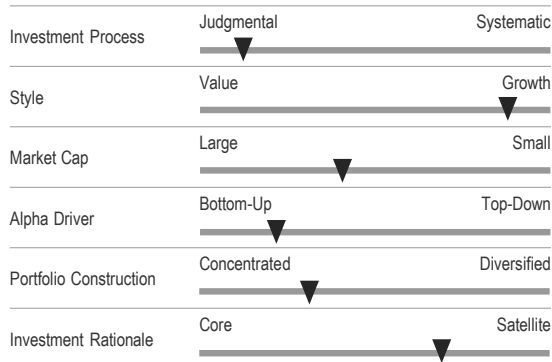 Investment Process Judgmental Systematic
Style Value Growth
Market Cap Large Small
Alpha Driver Bottom-Up Top-Down
Portfolio Construction Concentrated Diversified
Investment Rationale Core Satellite